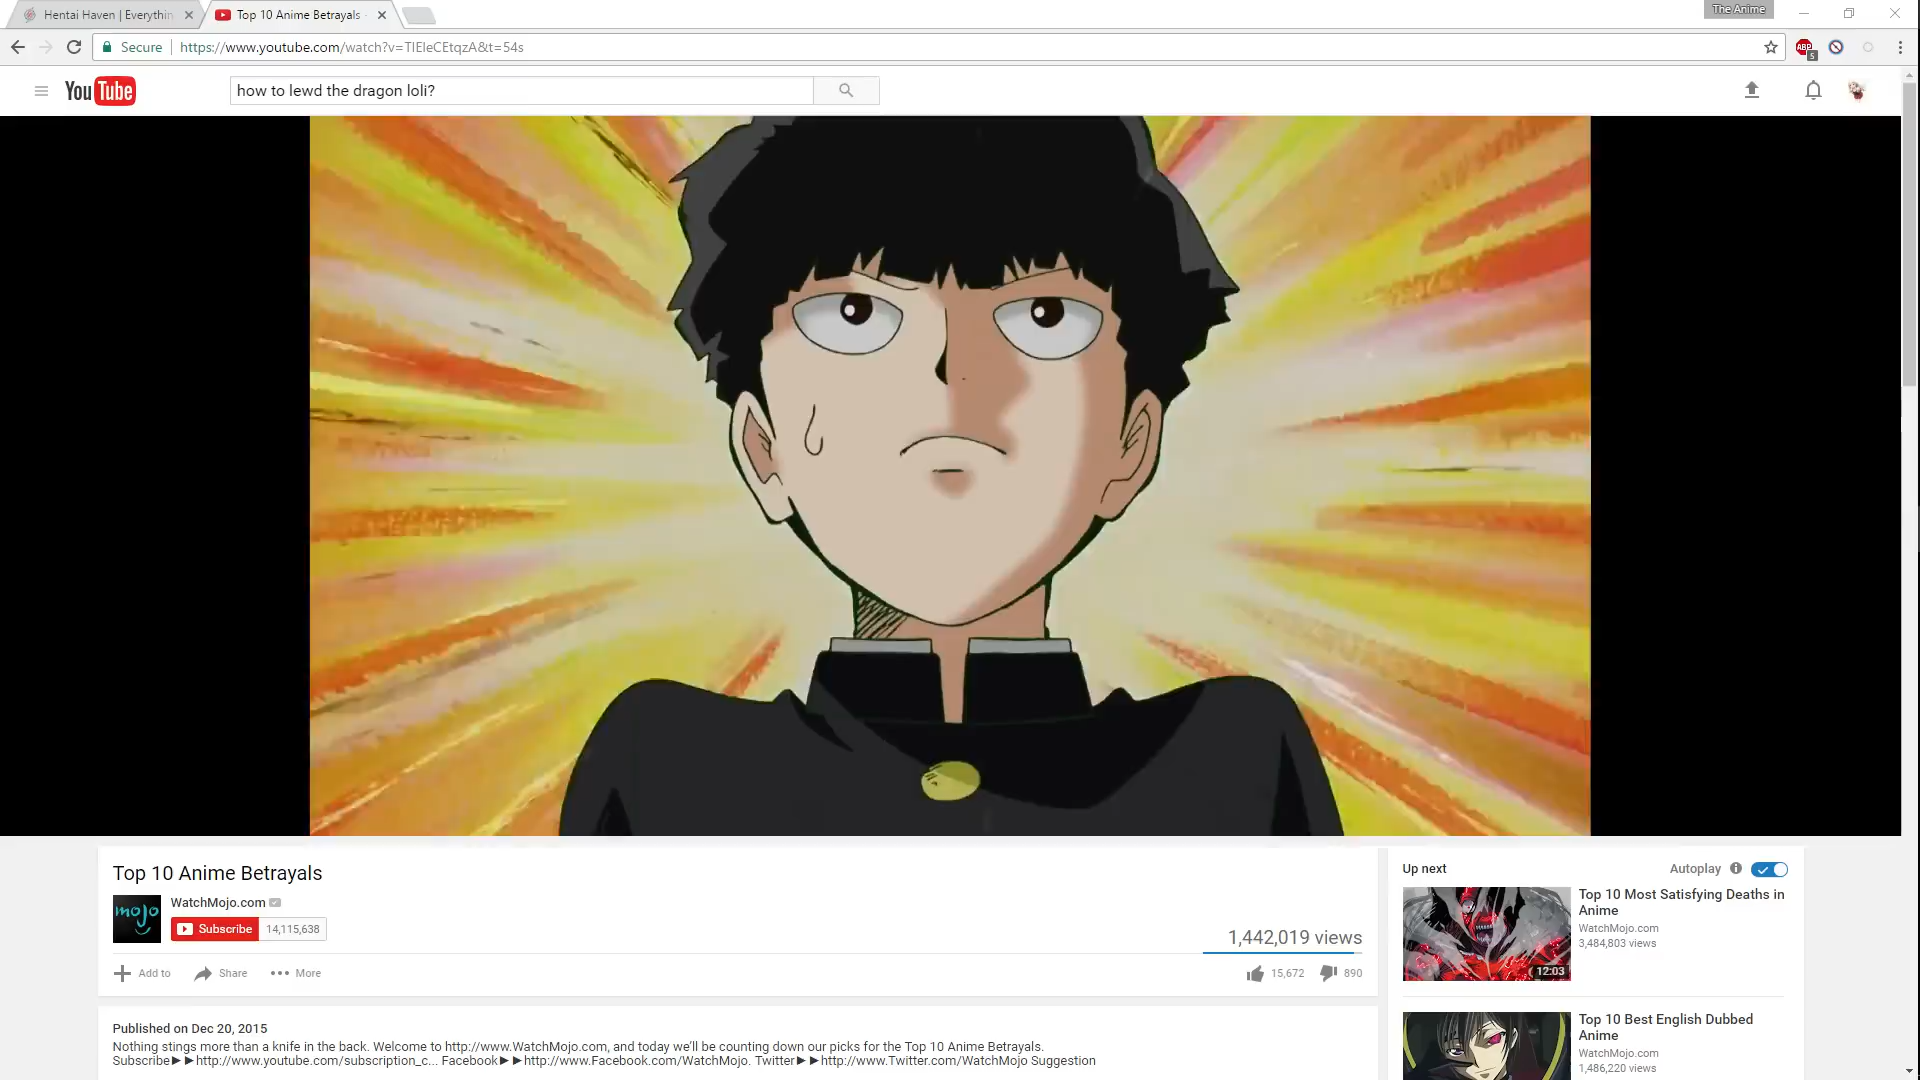 Hentai Haven | Everythin
Top 10 Anime Betrayals
The Anime
Secure
https://www.youtube.com/watch?v=TlEIeCEtqzA&t=54s
ABP
5
YouTube
how to lewd the dragon loli?
Top 10 Anime Betrayals
mojo
WatchMojo.com
Subscribe 14,115,638
1,442,019 views
Add to Share More
15,672 890
Published on Dec 20, 2015
Nothing stings more than a knife in the back. Welcome to http://www.WatchMojo.com, and today we'll be counting down our picks for the Top 10 Anime Betrayals.
Subscribe►►http://www.youtube.com/subscription_c... Facebook►►http://www.Facebook.com/WatchMojo. Twitter►►http://www.Twitter.com/WatchMojo Suggestion
Up next
Autoplay
Top 10 Most Satisfying Deaths in
Anime
WatchMojo.com
3,484,803 views
12:03
Top 10 Best English Dubbed
Anime
WatchMojo.com
1,486,220 views